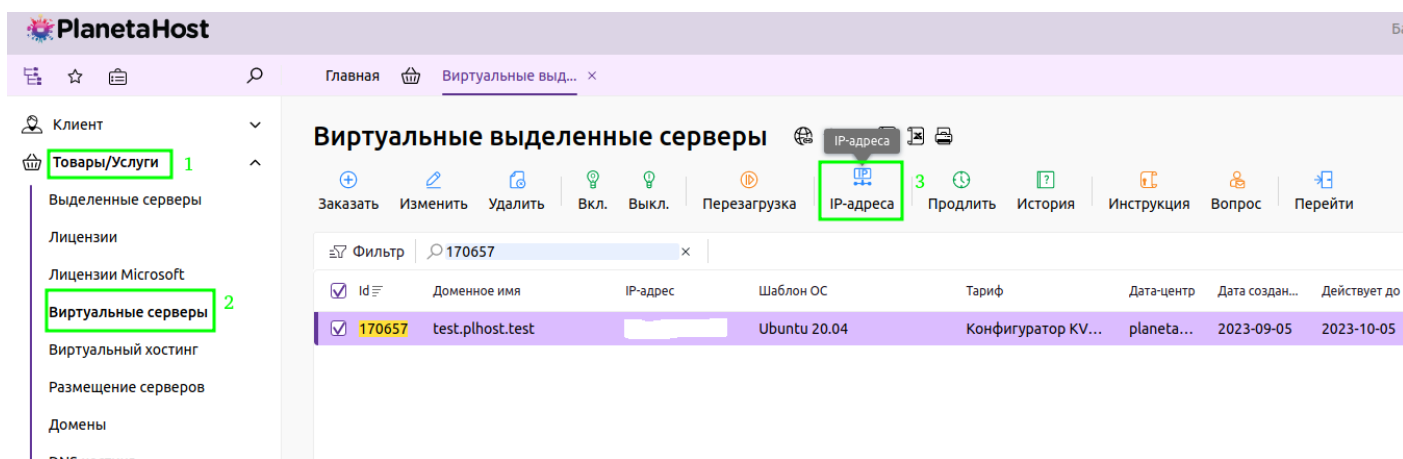 PlanetaHost
Ба
Главная Виртуальные выд... ×
Клиент
Товары/Услуги 1
Выделенные серверы
Лицензии
Лицензии Microsoft
Виртуальные серверы 2
Виртуальный хостинг
Размещение серверов
Домены
Виртуальные выделенные серверы
IP-адреса
Заказать Изменить Удалить Вкл. Выкл. Перезагрузка IP-адреса 3 Продлить История Инструкция Вопрос Перейти
Фильтр 170657 ×
Id Доменное имя IP-адрес Шаблон ОС Тариф Дата-центр Дата создан... Действует до
170657 test.plhost.test Ubuntu 20.04 Конфигуратор KV... planeta... 2023-09-05 2023-10-05